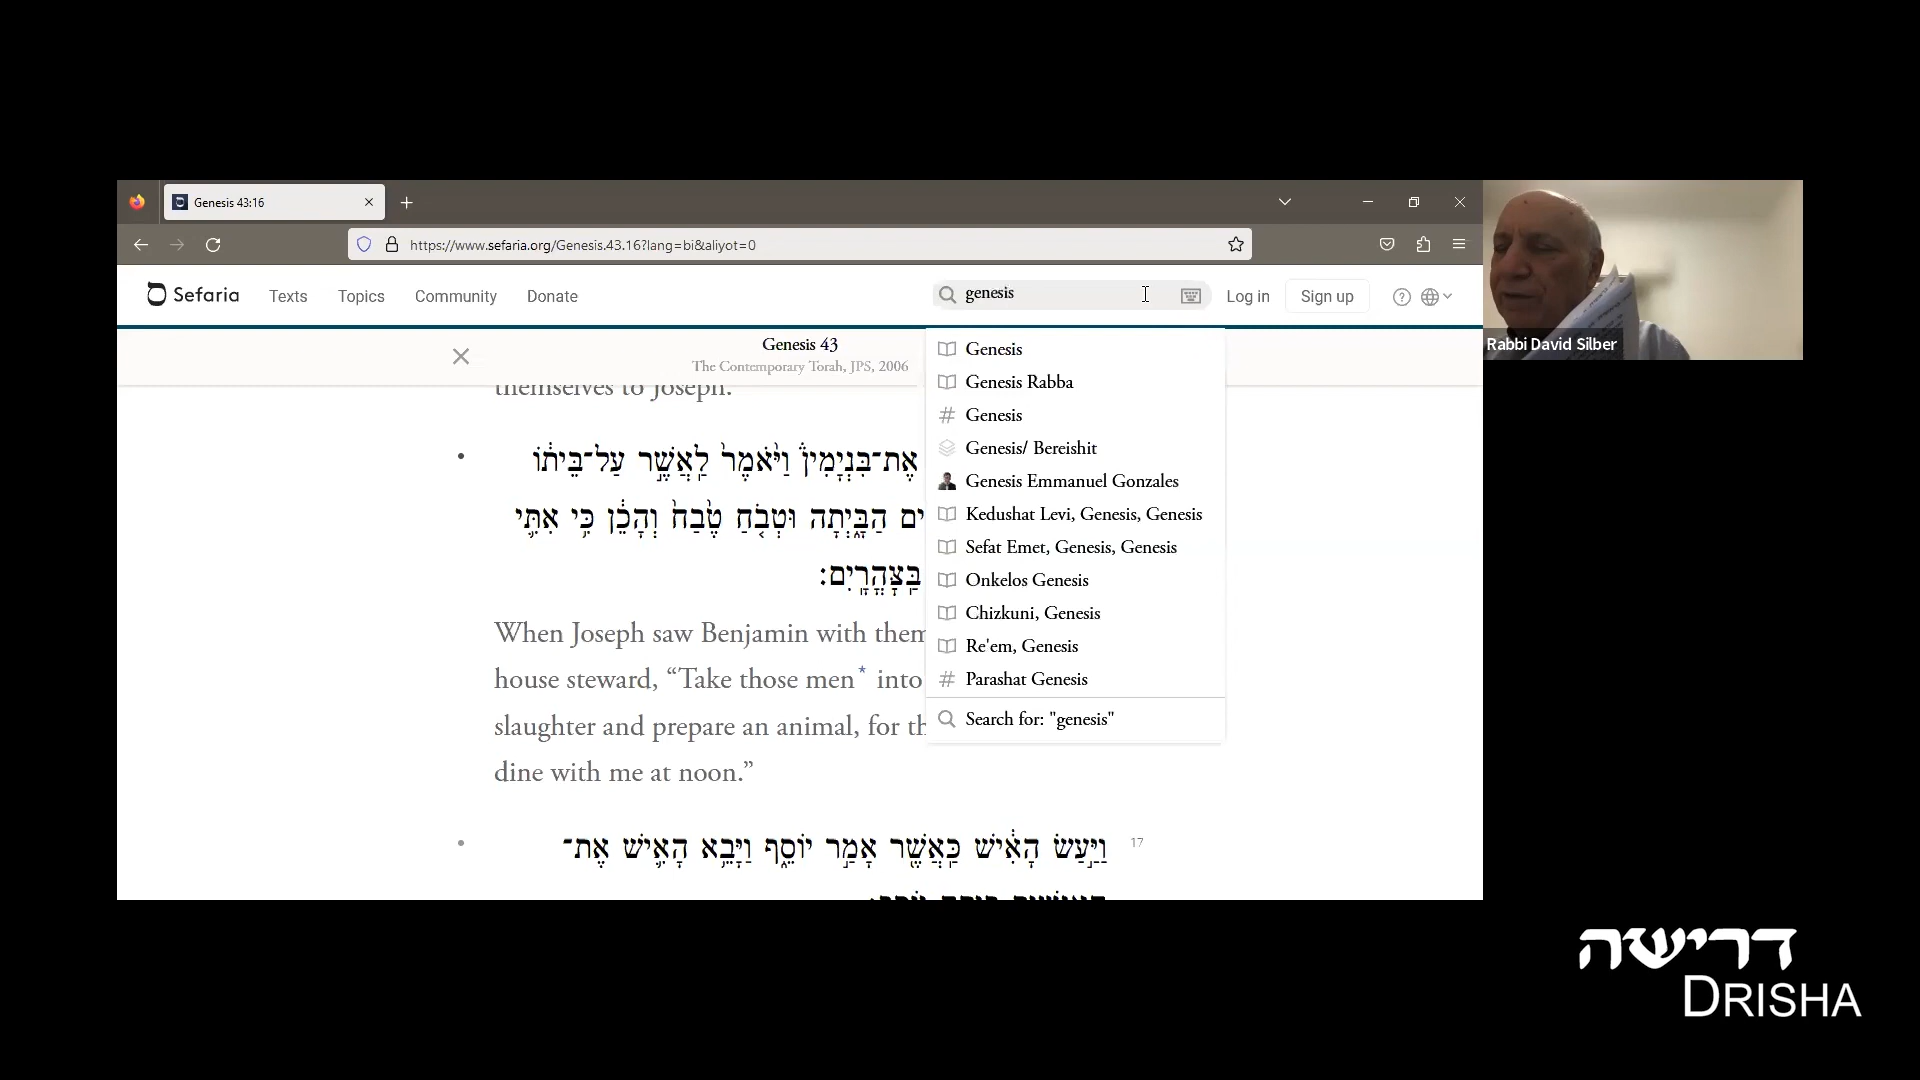 Genesis 43:16
https://www.sefaria.org/Genesis.43.16?lang=bi&aliyot=0
Sefaria
Texts
Topics
Community
Donate
genesis
Log in
Sign up
Genesis 43
The Contemporary Torah, JPS, 2006
themselves to Joseph.
אֶת־בִּנְיָמִין֒ וַיֹּ֙אמֶר֙ לַֽאֲשֶׁ֣ר עַל־בֵּית֔וֹ
הַבָּ֑יְתָה וּטְבֹ֤חַ טֶ֙בַח֙ וְהָכֵ֔ן כִּ֥י אִתִּ֛י
בַּֽצׇּהֳרָֽיִם׃
When Joseph saw Benjamin with them
house steward, “Take those men* into
slaughter and prepare an animal, for
dine with me at noon.”
17
וַיַּ֣עַשׂ הָאִ֔ישׁ כַּֽאֲשֶׁ֖ר אָמַ֣ר יוֹסֵ֑ף וַיָּבֵ֥א הָאִ֛ישׁ אֶת־
Genesis
Genesis Rabba
Genesis
Genesis/ Bereishit
Genesis Emmanuel Gonzales
Kedushat Levi, Genesis, Genesis
Sefat Emet, Genesis, Genesis
Onkelos Genesis
Chizkuni, Genesis
Re'em, Genesis
Parashat Genesis
Search for: "genesis"
Rabbi David Silber
דרישה
DRISHA